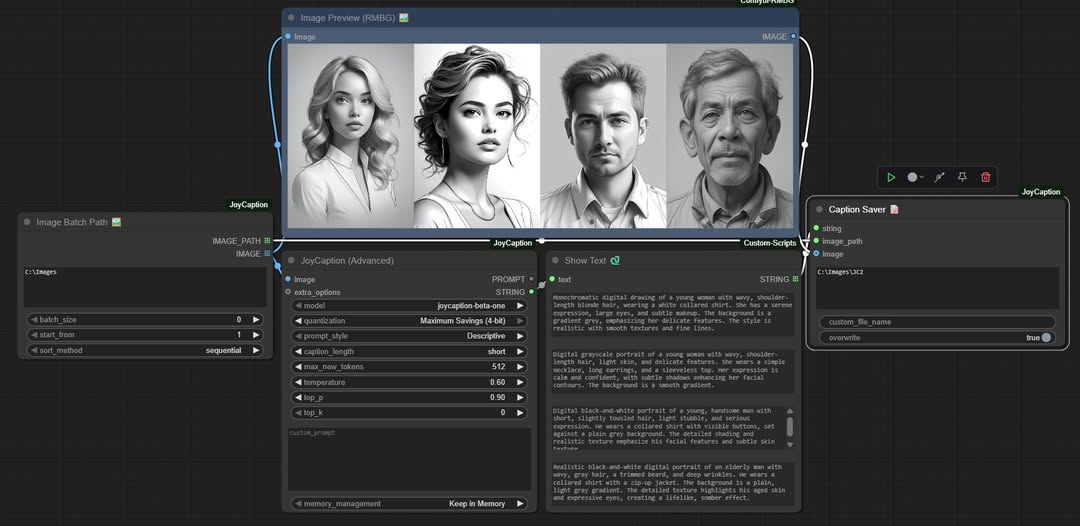 ComfyUI-RMBG
Image Preview (RMBG)
Image
IMAGE
JoyCaption
Image Batch Path
IMAGE_PATH
IMAGE
C:\Images
batch_size 0
start_from 1
sort_method sequential
JoyCaption
JoyCaption (Advanced)
image
PROMPT
extra_options
STRING
model joycaption-beta-one
quantization Maximum Savings (4-bit)
prompt_style Descriptive
caption_length short
max_new_tokens 512
temperature 0.60
top_p 0.90
top_k 0
custom_prompt
memory_management Keep in Memory
Custom-Scripts
Show Text
text
STRING
Monochromatic digital drawing of a young woman with wavy, shoulder-
length blonde hair, wearing a white collared shirt. She has a serene
expression, large eyes, and subtle makeup. The background is a
gradient grey, emphasizing her delicate features. The style is
realistic with smooth textures and fine lines.
Digital grayscale portrait of a young woman with wavy, shoulder-
length hair, light skin, and delicate features. She wears a simple
necklace, long earrings, and a sleeveless top. Her expression is
calm and confident, with subtle shadows enhancing her facial
contours. The background is a smooth gradient.
Digital black-and-white portrait of a young, handsome man with
short, slightly tousled hair, light stubble, and serious
expression. He wears a collared shirt with visible buttons, set
against a plain grey background. The detailed shading and
realistic texture emphasize his facial features and subtle skin
texture.
Realistic black-and-white digital portrait of an elderly man with
wavy, gray hair, a trimmed beard, and deep wrinkles. He wears a
collared shirt with a zip-up jacket. The background is a plain,
light gray gradient. The detailed texture highlights his aged skin
and expressive eyes, creating a lifelike, somber effect.
JoyCaption
Caption Saver
string
image_path
image
C:\Images\JC2
custom_file_name
overwrite true